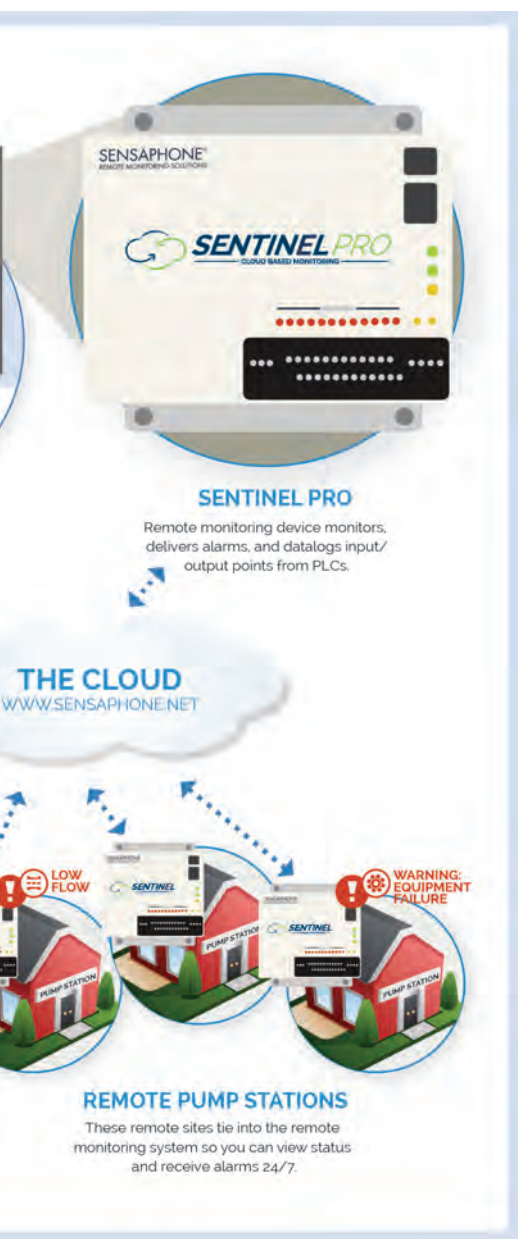 SENSAPHONE®
REMOTE MONITORING SOLUTIONS
SENTINEL PRO
CLOUD BASED MONITORING
SENTINEL PRO
Remote monitoring device monitors,
delivers alarms, and datalogs input/
output points from PLCs.
THE CLOUD
WWW.SENSAPHONE.NET
LOW
FLOW
WARNING:
EQUIPMENT
FAILURE
SENSAPHONE
SENTINEL
SENSAPHONE
SENTINEL
PUMP STATION
PUMP STATION
PUMP STATION
REMOTE PUMP STATIONS
These remote sites tie into the remote
monitoring system so you can view status
and receive alarms 24/7.